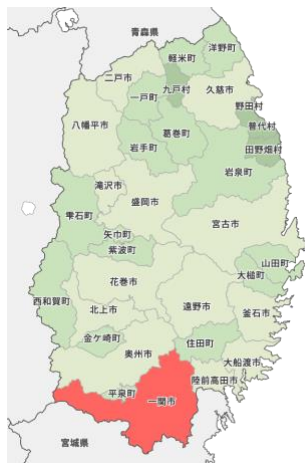 青森県
洋野町
軽米町
二戸市
九戸村
久慈市
一戸町
野田村
八幡平市
葛巻町
普代村
岩手町
田野畑村
岩泉町
滝沢市
盛岡市
雫石町
宮古市
矢巾町
紫波町
山田町
大槌町
花巻市
西和賀町
遠野市
釜石市
北上市
金ケ崎町
住田町
奥州市
大船渡市
陸前高田市
平泉町
一関市
宮城県